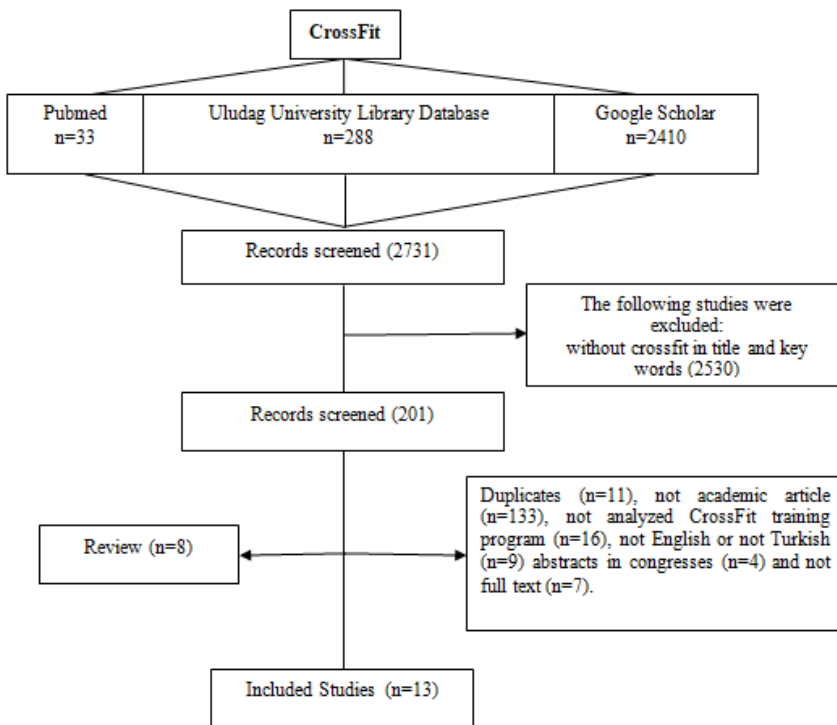 CrossFit
Pubmed
n=33
Uludag University Library Database
n=288
Google Scholar
n=2410
Records screened (2731)
The following studies were
excluded:
without crossfit in title and key
words (2530)
Records screened (201)
Duplicates (n=11), not academic article
(n=133), not analyzed CrossFit training
program (n=16), not English or not Turkish
(n=9) abstracts in congresses (n=4) and not
full text (n=7).
Review (n=8)
Included Studies (n=13)